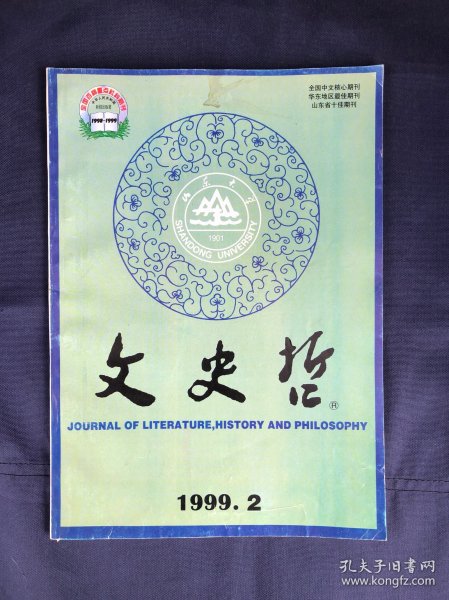 全国中文核心期刊
华东地区最佳期刊
山东省十佳期刊
1998-1999
山东大学
1901
SHANDONG UNIVERSITY
文史哲
®
JOURNAL OF LITERATURE,HISTORY AND PHILOSOPHY
1999.2
孔夫子旧书网
www.kongfz.com